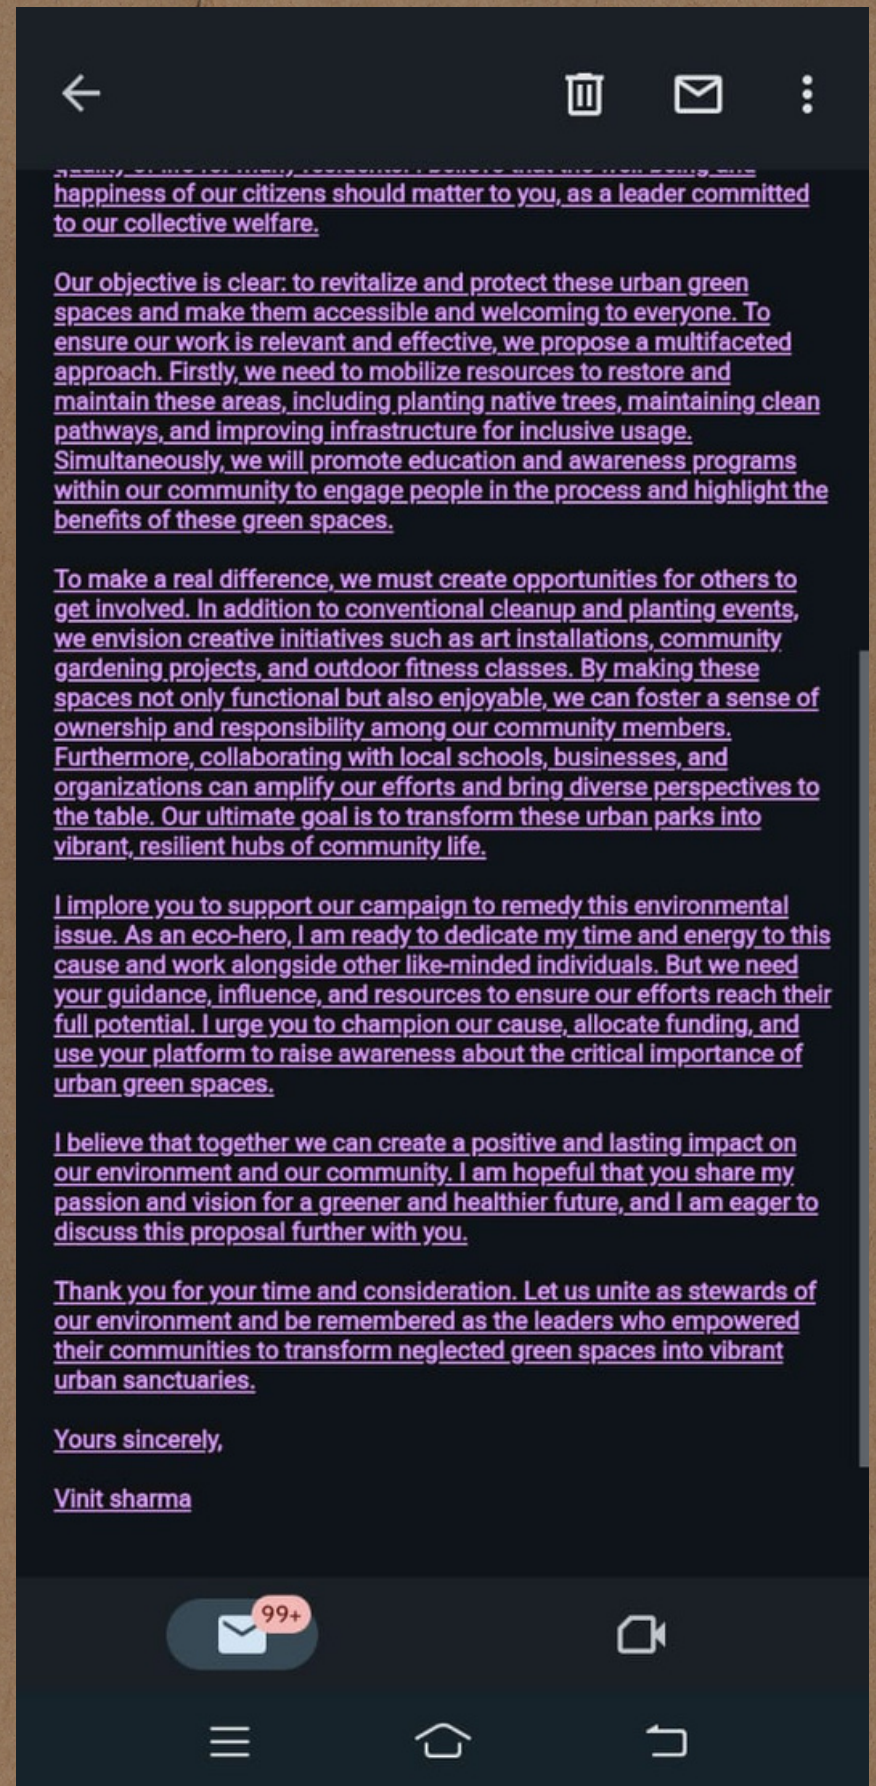 quality of life for many residents. I believe that the well-being and
happiness of our citizens should matter to you, as a leader committed
to our collective welfare.
Our objective is clear: to revitalize and protect these urban green
spaces and make them accessible and welcoming to everyone. To
ensure our work is relevant and effective, we propose a multifaceted
approach. Firstly, we need to mobilize resources to restore and
maintain these areas, including planting native trees, maintaining clean
pathways, and improving infrastructure for inclusive usage.
Simultaneously, we will promote education and awareness programs
within our community to engage people in the process and highlight the
benefits of these green spaces.
To make a real difference, we must create opportunities for others to
get involved. In addition to conventional cleanup and planting events,
we envision creative initiatives such as art installations, community
gardening projects, and outdoor fitness classes. By making these
spaces not only functional but also enjoyable, we can foster a sense of
ownership and responsibility among our community members.
Furthermore, collaborating with local schools, businesses, and
organizations can amplify our efforts and bring diverse perspectives to
the table. Our ultimate goal is to transform these urban parks into
vibrant, resilient hubs of community life.
I implore you to support our campaign to remedy this environmental
issue. As an eco-hero, I am ready to dedicate my time and energy to this
cause and work alongside other like-minded individuals. But we need
your guidance, influence, and resources to ensure our efforts reach their
full potential. I urge you to champion our cause, allocate funding, and
use your platform to raise awareness about the critical importance of
urban green spaces.
I believe that together we can create a positive and lasting impact on
our environment and our community. I am hopeful that you share my
passion and vision for a greener and healthier future, and I am eager to
discuss this proposal further with you.
Thank you for your time and consideration. Let us unite as stewards of
our environment and be remembered as the leaders who empowered
their communities to transform neglected green spaces into vibrant
urban sanctuaries.
Yours sincerely,
Vinit sharma
99+